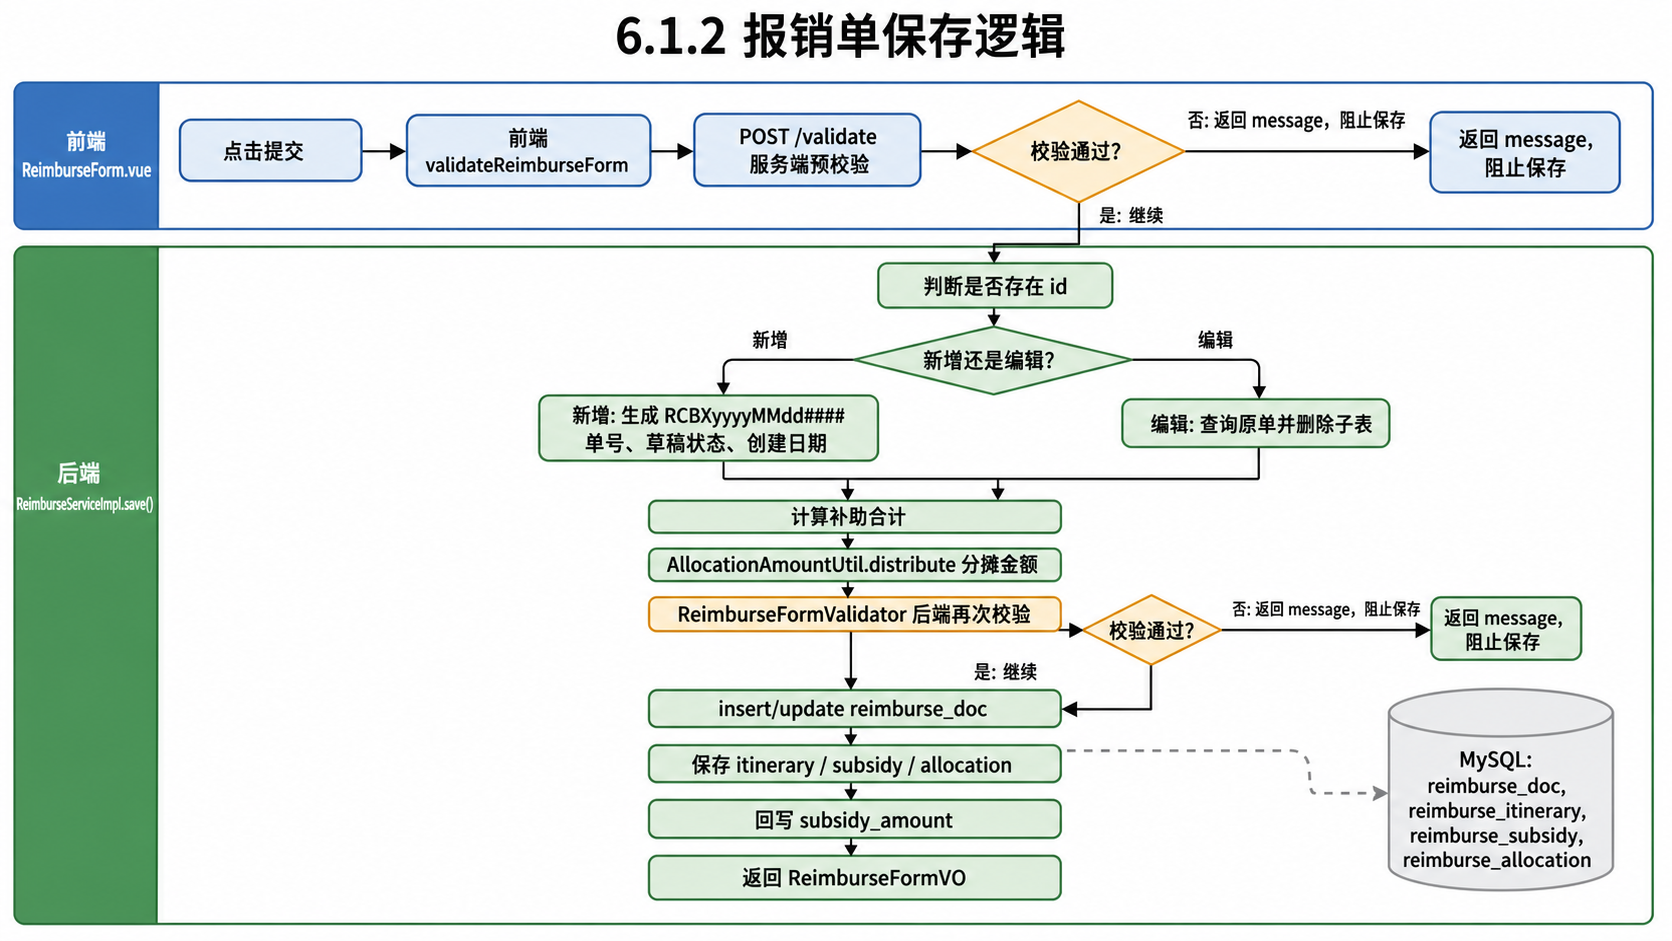 6.1.2 报销单保存逻辑
前端
ReimburseForm.vue
点击提交
前端
validateReimburseForm
POST /validate
服务端预校验
校验通过?
否: 返回 message，阻止保存
返回 message,
阻止保存
是: 继续
后端
ReimburseServiceImpl.save()
判断是否存在 id
新增还是编辑?
新增
编辑
新增: 生成 RCBXyyyyMMdd####
单号、草稿状态、创建日期
编辑: 查询原单并删除子表
计算补助合计
AllocationAmountUtil.distribute 分摊金额
ReimburseFormValidator 后端再次校验
校验通过?
否: 返回 message，阻止保存
返回 message,
阻止保存
是: 继续
insert/update reimburse_doc
保存 itinerary / subsidy / allocation
回写 subsidy_amount
返回 ReimburseFormVO
MySQL:
reimburse_doc,
reimburse_itinerary,
reimburse_subsidy,
reimburse_allocation